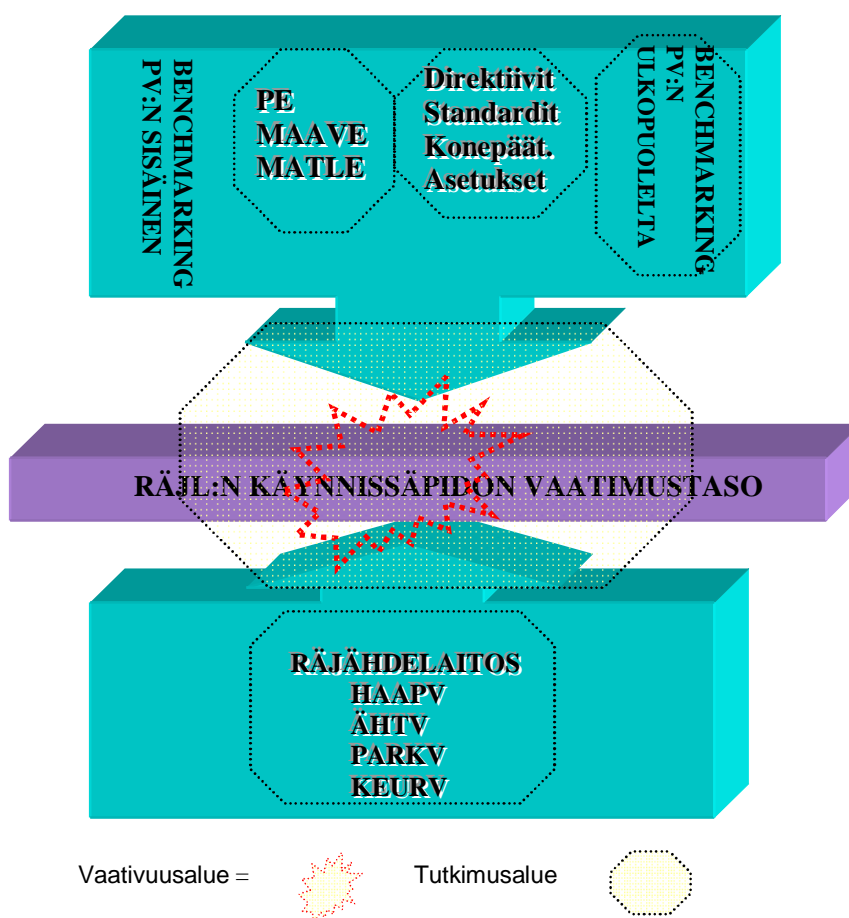 BENCHMARKING
PV:N SISÄINEN
PE
MAAVE
MATLE
Direktiivit
Standardit
Konepäät.
Asetukset
BENCHMARKING
PV:N
ULKOPUOLELTA
RÄJL:N KÄYNNISSÄPIDON VAATIMUSTASO
RÄJÄHDELAITOS
HAAPV
ÄHTV
PARKV
KEURV
Vaativuusalue =
Tutkimusalue